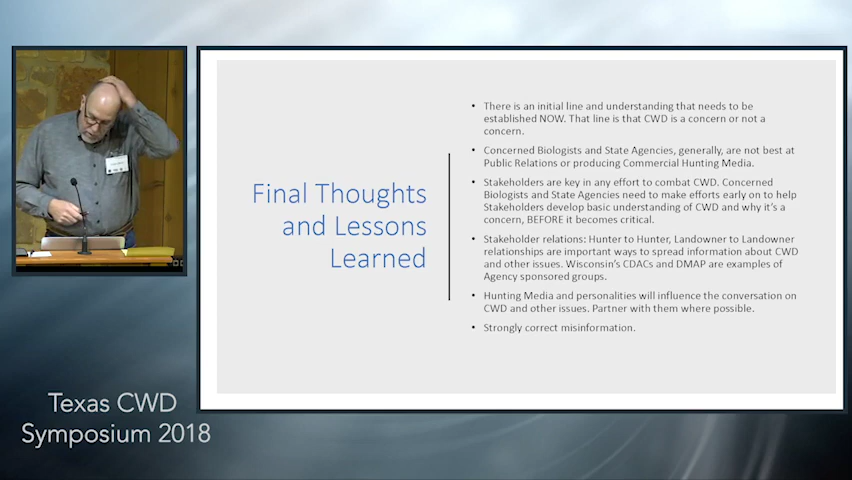 Final Thoughts
and Lessons
Learned
• There is an initial line and understanding that needs to be
established NOW. That line is that CWD is a concern or not a
concern.
• Concerned Biologists and State Agencies, generally, are not best at
Public Relations or producing Commercial Hunting Media.
• Stakeholders are key in any effort to combat CWD. Concerned
Biologists and State Agencies need to make efforts early on to help
Stakeholders develop basic understanding of CWD and why it's a
concern, BEFORE it becomes critical.
• Stakeholder relations: Hunter to Hunter, Landowner to Landowner
relationships are important ways to spread information about CWD
and other issues. Wisconsin's CDACs and DMAP are examples of
Agency sponsored groups.
• Hunting Media and personalities will influence the conversation on
CWD and other issues. Partner with them where possible.
• Strongly correct misinformation.
Texas CWD
Symposium 2018